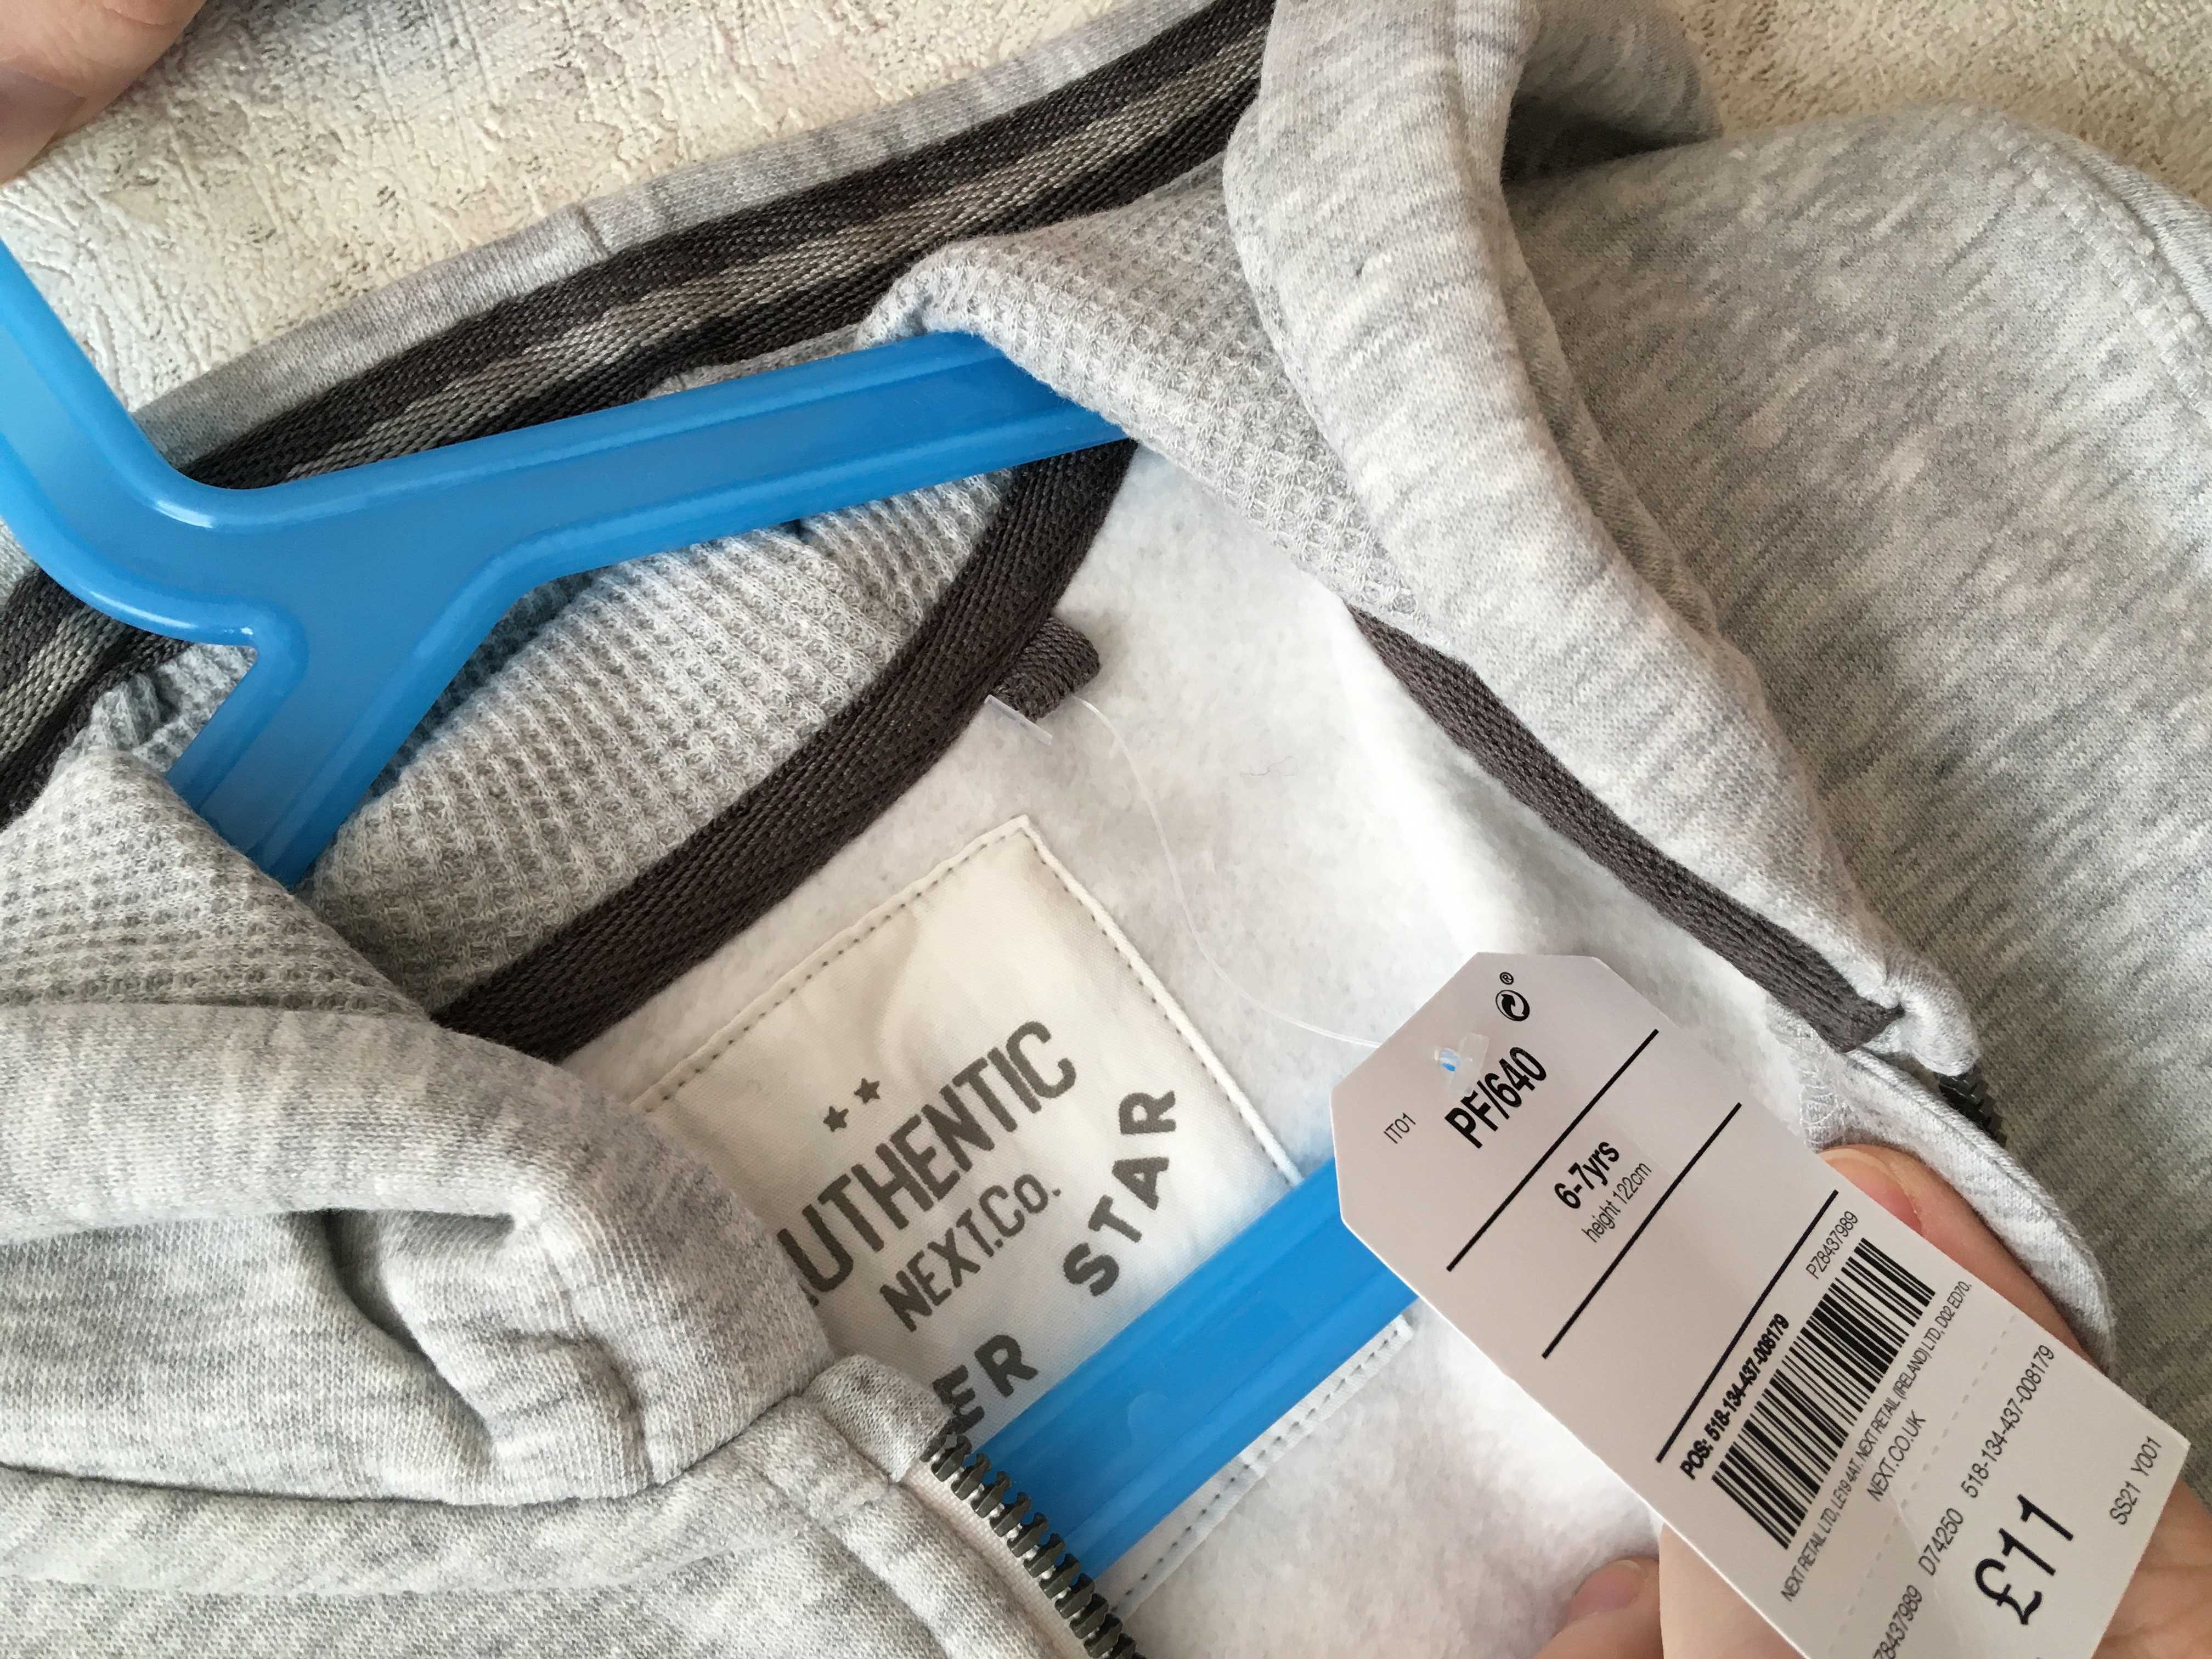 AUTHENTIC
NEXT.Co.
STAR
®
IT01
PF/640
6-7yrs
height 122cm
PZ8437989
POS: 518-134-437-008179
NEXT RETAIL LTD, LE19 4AT. NEXT RETAIL (IRELAND) LTD, D02 ED70.
NEXT.CO.UK
D74250 518-134-437-008179
£11
SS21 Y001